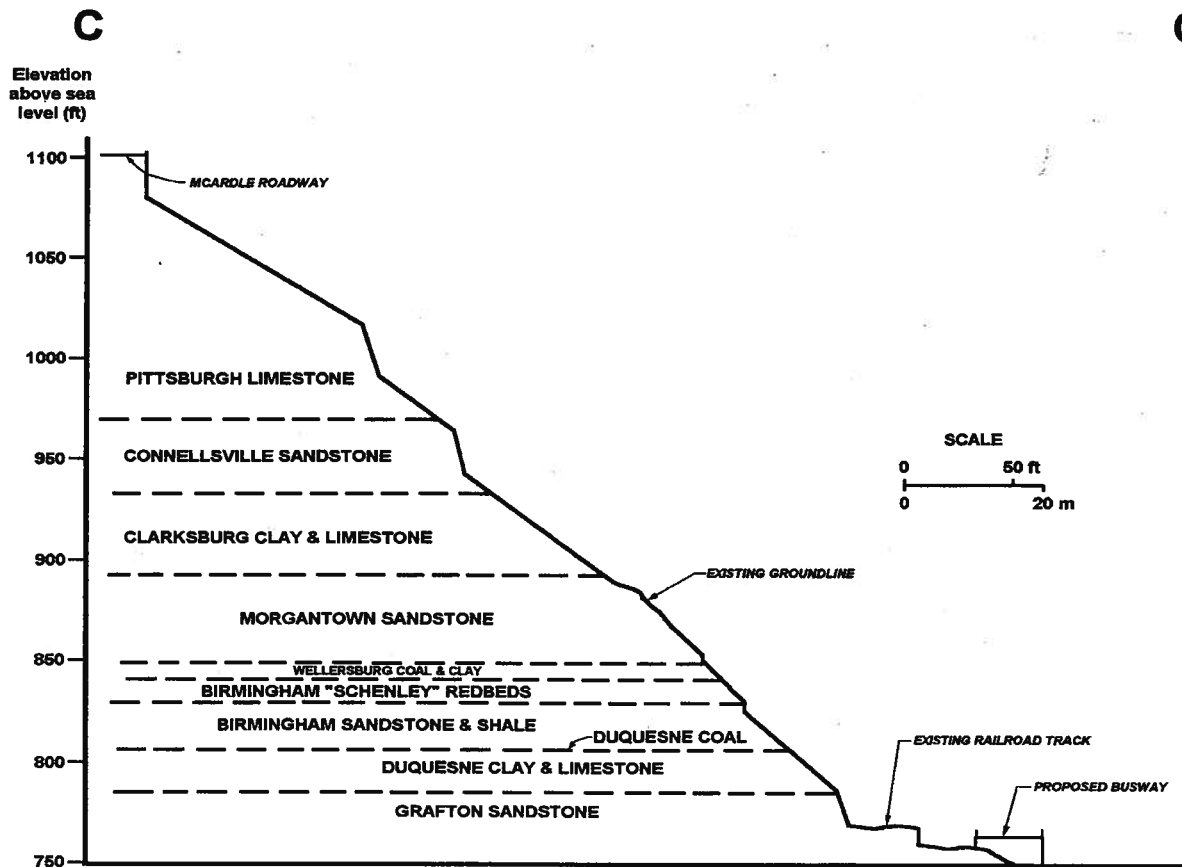 C
Elevation
above sea
level (ft)
1100
MCARDLE ROADWAY
1050
1000
PITTSBURGH LIMESTONE
CONNELLSVILLE SANDSTONE
950
SCALE
0 50 ft
0 20 m
CLARKSBURG CLAY & LIMESTONE
900
EXISTING GROUNDLINE
MORGANTOWN SANDSTONE
850
WELLERSBURG COAL & CLAY
BIRMINGHAM "SCHENLEY" REDBEDS
BIRMINGHAM SANDSTONE & SHALE
DUQUESNE COAL
EXISTING RAILROAD TRACK
800
DUQUESNE CLAY & LIMESTONE
PROPOSED BUSWAY
GRAFTON SANDSTONE
750